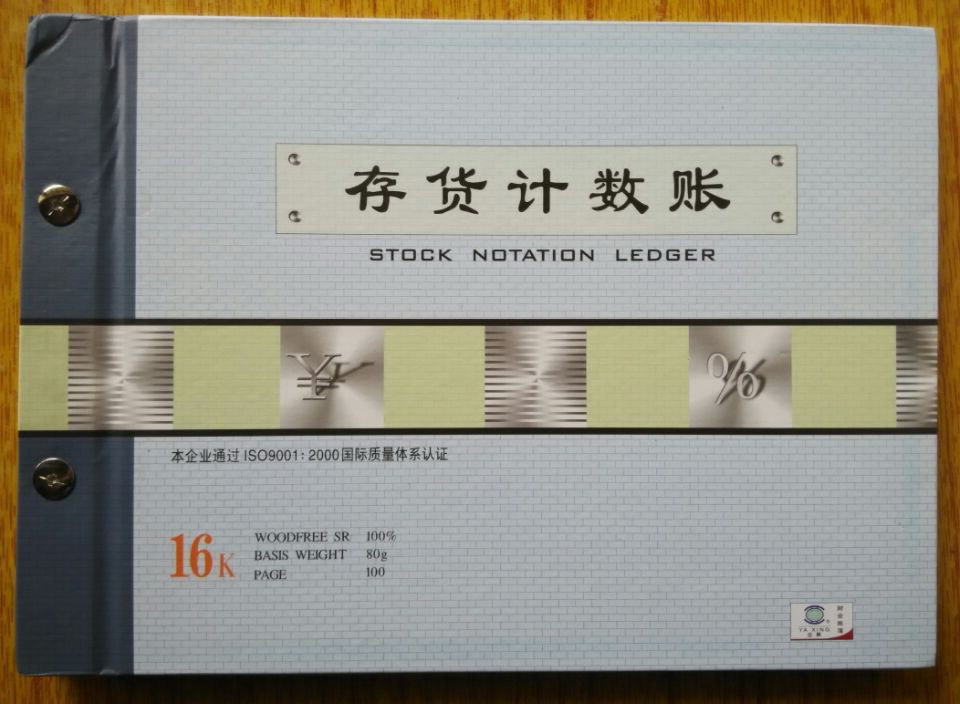 存货计数账
STOCK NOTATION LEDGER
¥
%
本企业通过 ISO9001：2000国际质量体系认证
16K
WOODFREE SR 100%
BASIS WEIGHT 80g
PAGE 100
YA XING